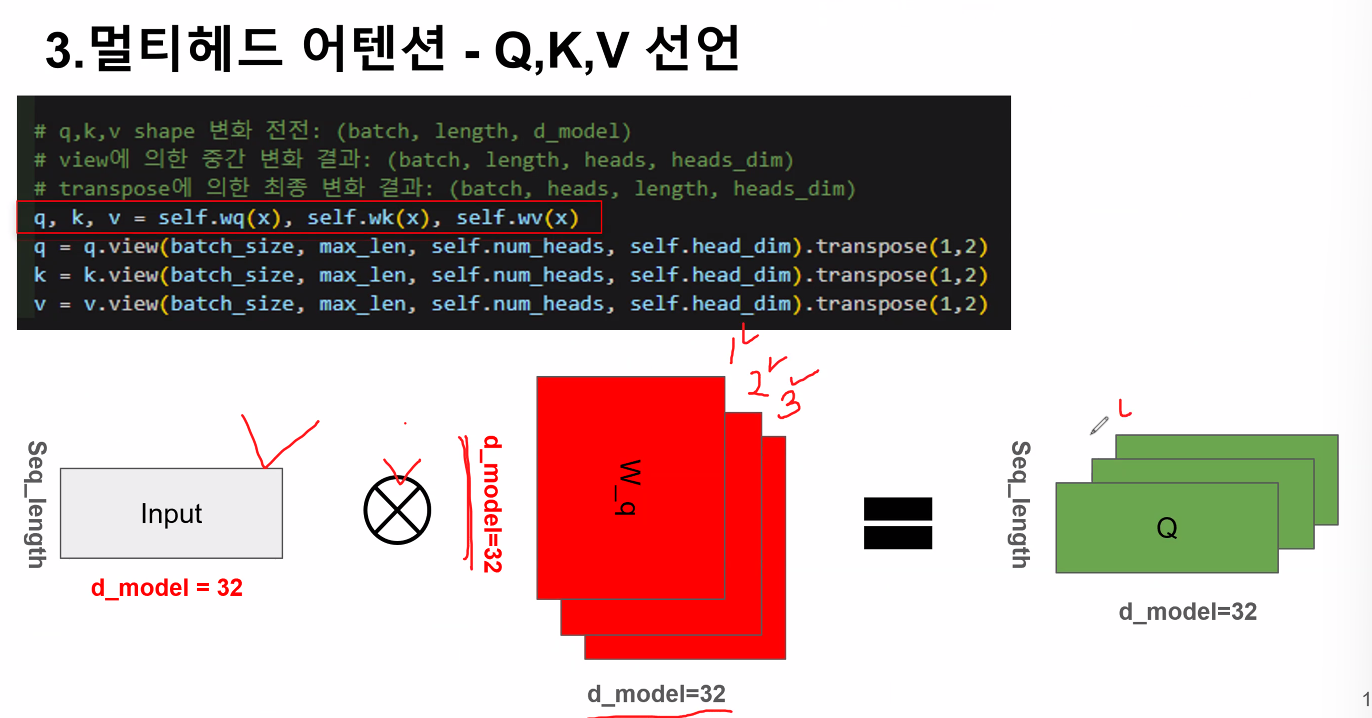 3.멀티헤드 어텐션 - Q,K,V 선언
# q,k,v shape 변화 전전: (batch, length, d_model)
# view에 의한 중간 변화 결과: (batch, length, heads, heads_dim)
# transpose에 의한 최종 변화 결과: (batch, heads, length, heads_dim)
q, k, v = self.wq(x), self.wk(x), self.wv(x)
q = q.view(batch_size, max_len, self.num_heads, self.head_dim).transpose(1,2)
k = k.view(batch_size, max_len, self.num_heads, self.head_dim).transpose(1,2)
v = v.view(batch_size, max_len, self.num_heads, self.head_dim).transpose(1,2)
1
2
3
Seq_length
Input
d_model = 32
d_model=32
W_q
d_model=32
Seq_length
Q
d_model=32
1